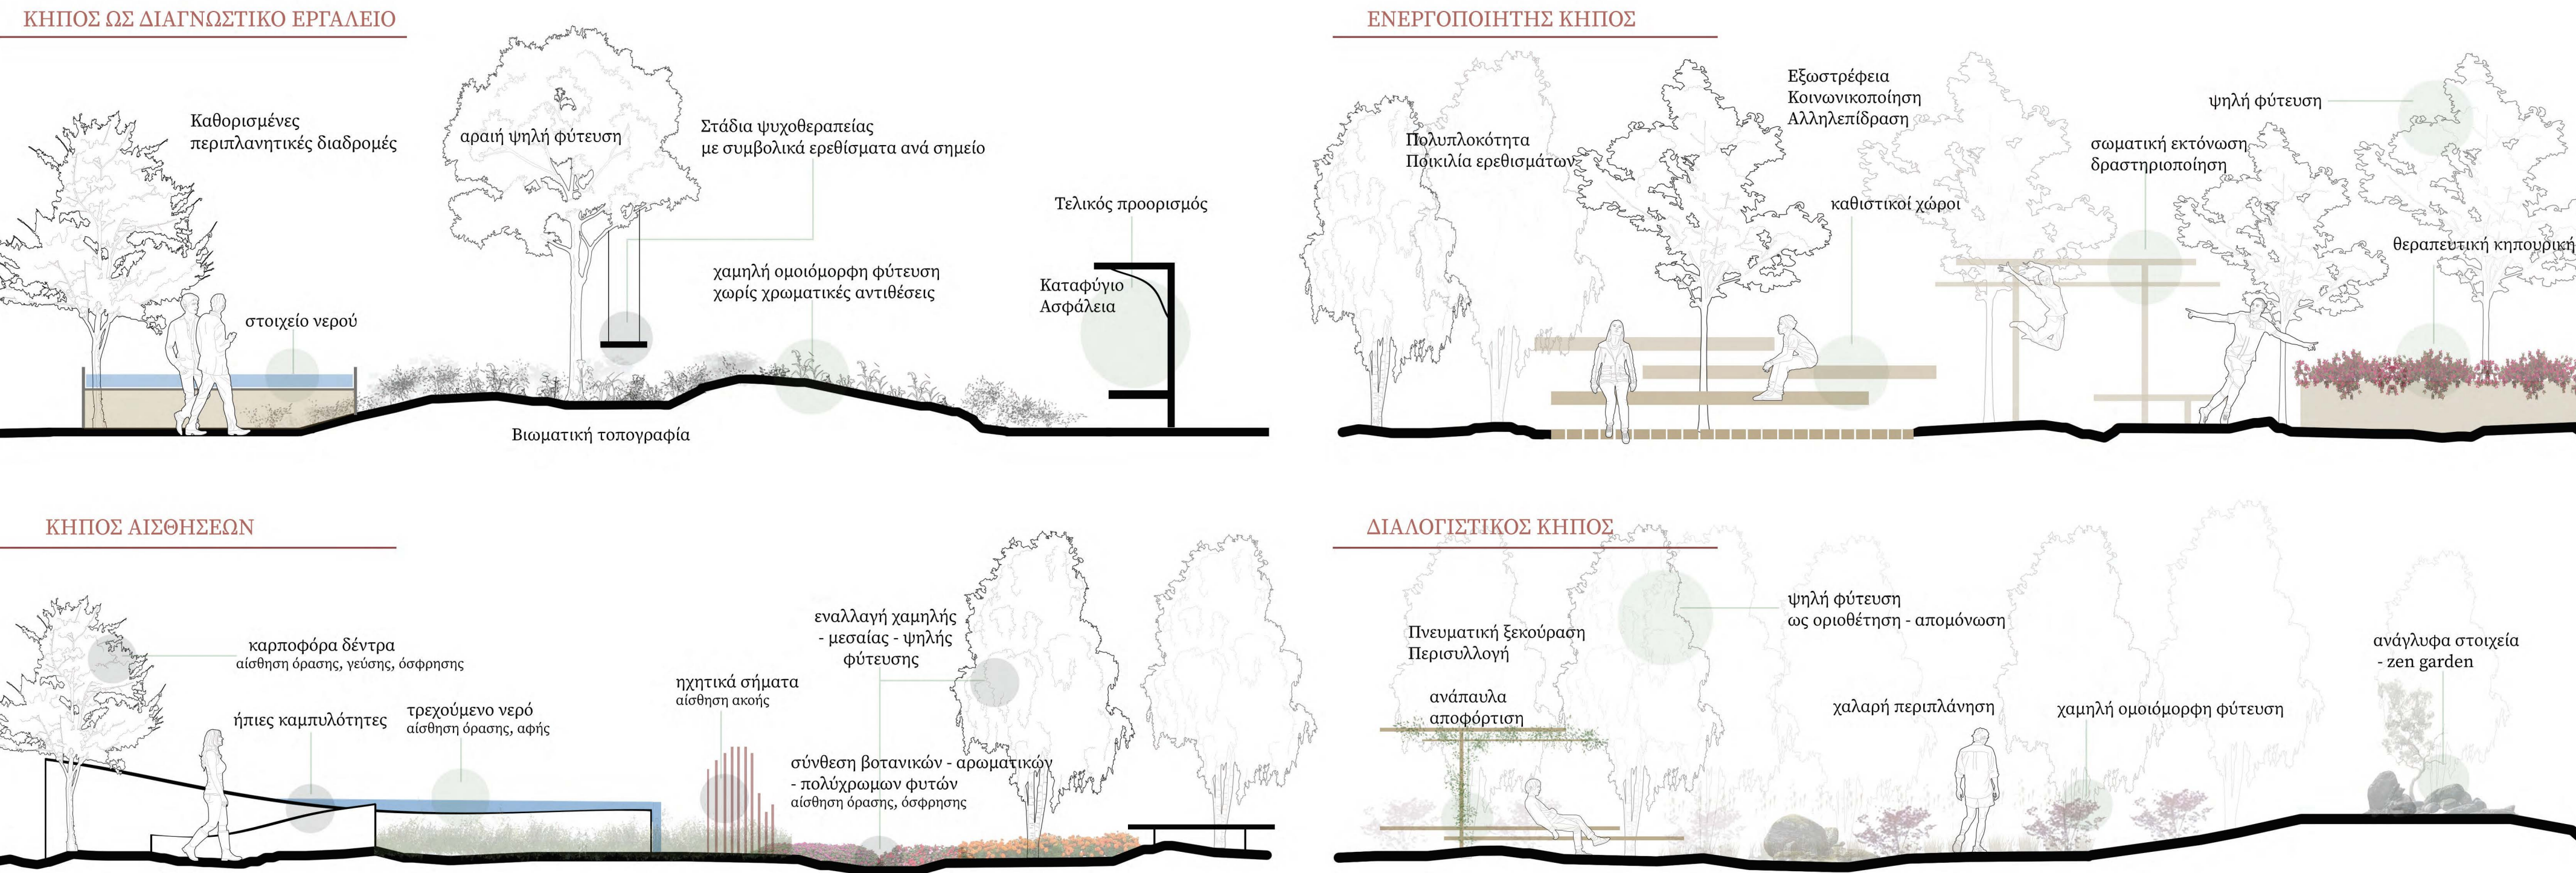 ΚΗΠΟΣ ΩΣ ΔΙΑΓΝΩΣΤΙΚΟ ΕΡΓΑΛΕΙΟ
Καθορισμένες
περιπλανητικές διαδρομές
αραιή ψηλή φύτευση
Στάδια ψυχοθεραπείας
με συμβολικά ερεθίσματα ανά σημείο
Τελικός προορισμός
χαμηλή ομοιόμορφη φύτευση
χωρίς χρωματικές αντιθέσεις
Καταφύγιο
Ασφάλεια
στοιχείο νερού
Βιωματική τοπογραφία
ΕΝΕΡΓΟΠΟΙΗΤΗΣ ΚΗΠΟΣ
Εξωστρέφεια
Κοινωνικοποίηση
Αλληλεπίδραση
ψηλή φύτευση
Πολυπλοκότητα
Ποικιλία ερεθισμάτων
σωματική εκτόνωση
δραστηριοποίηση
καθιστικοί χώροι
θεραπευτική κηπουρική
ΚΗΠΟΣ ΑΙΣΘΗΣΕΩΝ
εναλλαγή χαμηλής
- μεσαίας - ψηλής
φύτευσης
καρποφόρα δέντρα
αίσθηση όρασης, γεύσης, όσφρησης
ηχητικά σήματα
αίσθηση ακοής
ήπιες καμπυλότητες
τρεχούμενο νερό
αίσθηση όρασης, αφής
σύνθεση βοτανικών - αρωματικών
- πολύχρωμων φυτών
αίσθηση όρασης, όσφρησης
ΔΙΑΛΟΓΙΣΤΙΚΟΣ ΚΗΠΟΣ
ψηλή φύτευση
ως οριοθέτηση - απομόνωση
Πνευματική ξεκούραση
Περισυλλογή
ανάγλυφα στοιχεία
- zen garden
ανάπαυλα
αποφόρτιση
χαλαρή περιπλάνηση
χαμηλή ομοιόμορφη φύτευση